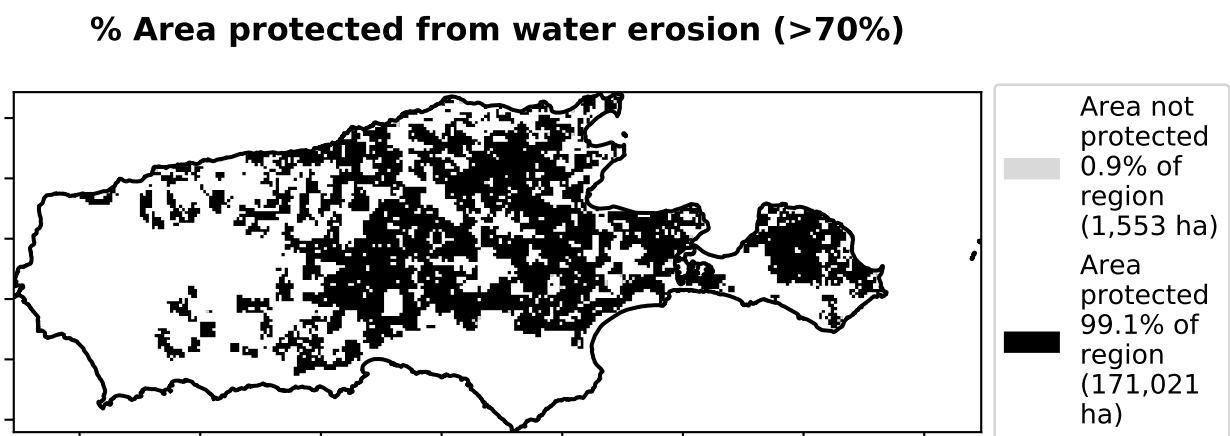 % Area protected from water erosion (>70%)
Area not
protected
0.9% of
region
(1,553 ha)
Area
protected
99.1% of
region
(171,021
ha)